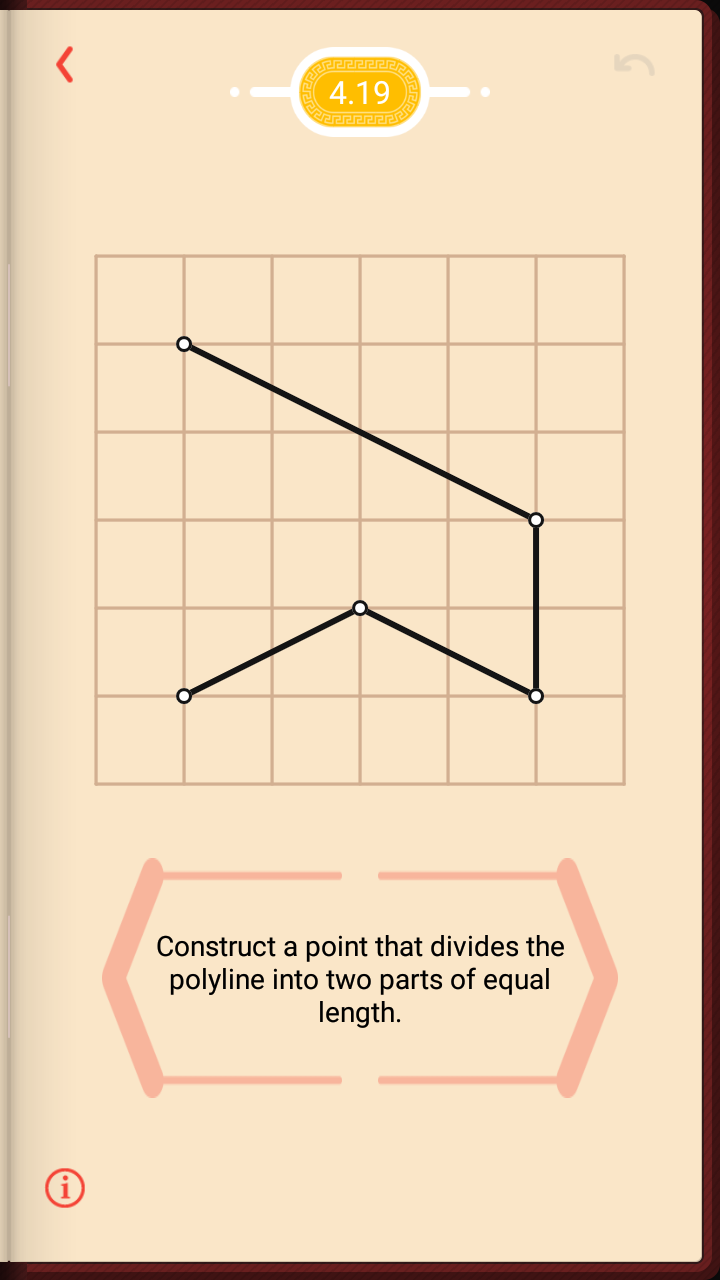 4.19
Construct a point that divides the
polyline into two parts of equal
length.
i